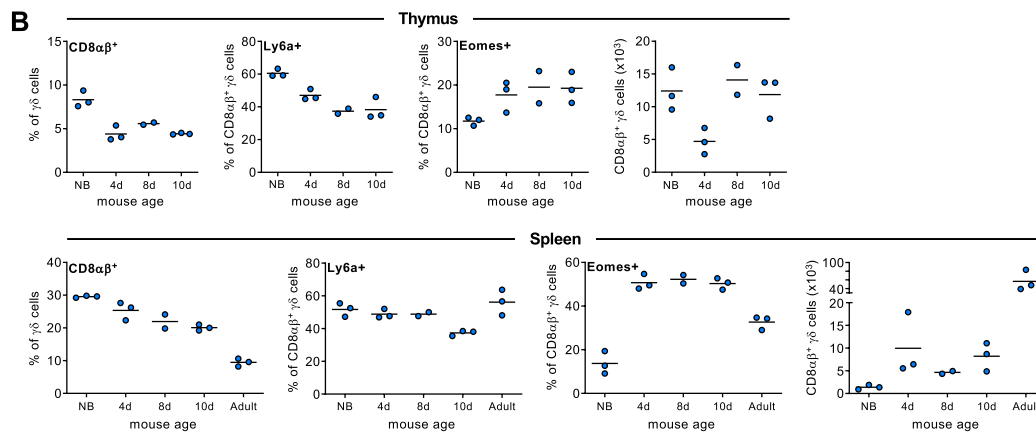 B
Thymus
CD8αβ+
% of γδ cells
15
10
5
0
NB 4d 8d 10d
mouse age
Ly6a+
% of CD8αβ+ γδ cells
80
60
40
20
0
NB 4d 8d 10d
mouse age
Eomes+
% of CD8αβ+ γδ cells
30
20
10
0
NB 4d 8d 10d
mouse age
CD8αβ+ γδ cells (x10³)
20
15
10
5
0
NB 4d 8d 10d
mouse age
Spleen
CD8αβ+
% of γδ cells
40
30
20
10
0
NB 4d 8d 10d Adult
mouse age
Ly6a+
% of CD8αβ+ γδ cells
80
60
40
20
0
NB 4d 8d 10d Adult
mouse age
Eomes+
% of CD8αβ+ γδ cells
60
40
20
0
NB 4d 8d 10d Adult
mouse age
CD8αβ+ γδ cells (x10³)
100
40
20
15
10
5
0
NB 4d 8d 10d Adul
mouse age